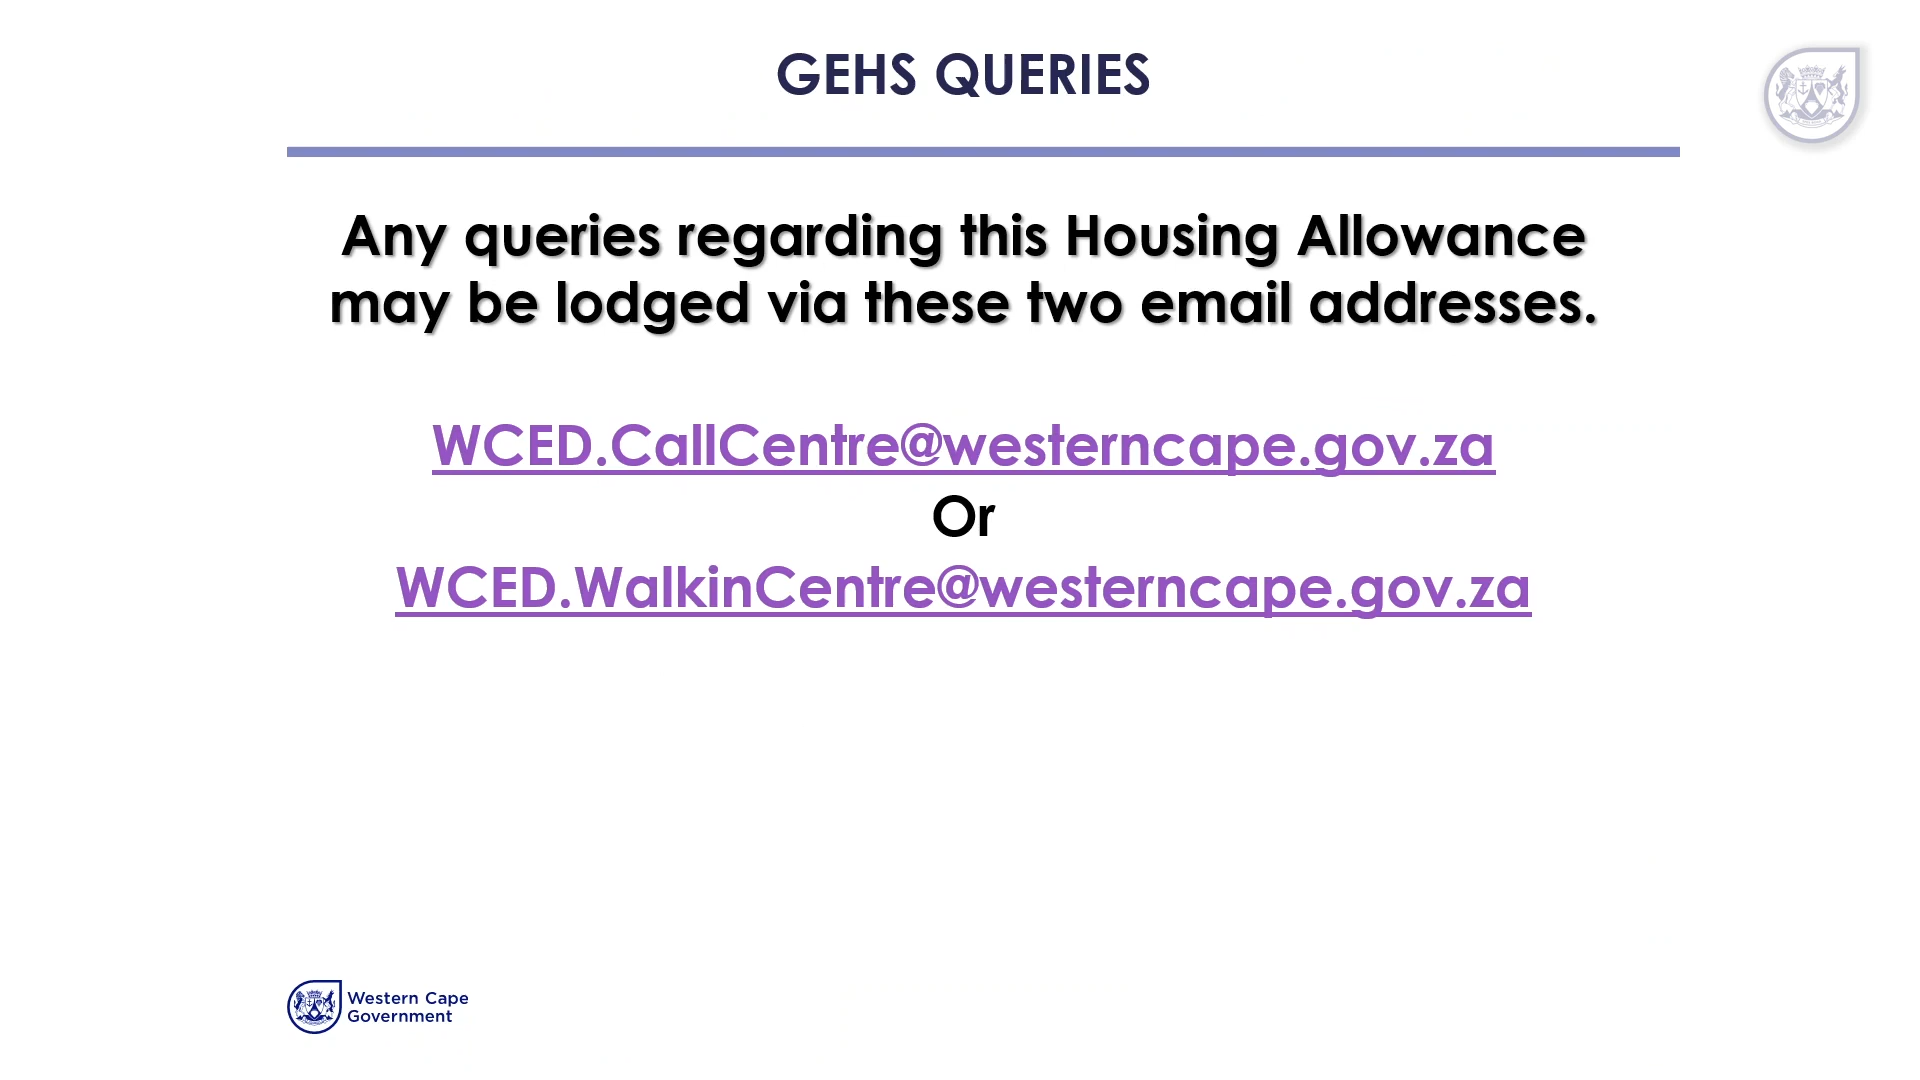 GEHS QUERIES
Any queries regarding this Housing Allowance
may be lodged via these two email addresses.
WCED.CallCentre@westerncape.gov.za
Or
WCED.WalkinCentre@westerncape.gov.za
Western Cape
Government